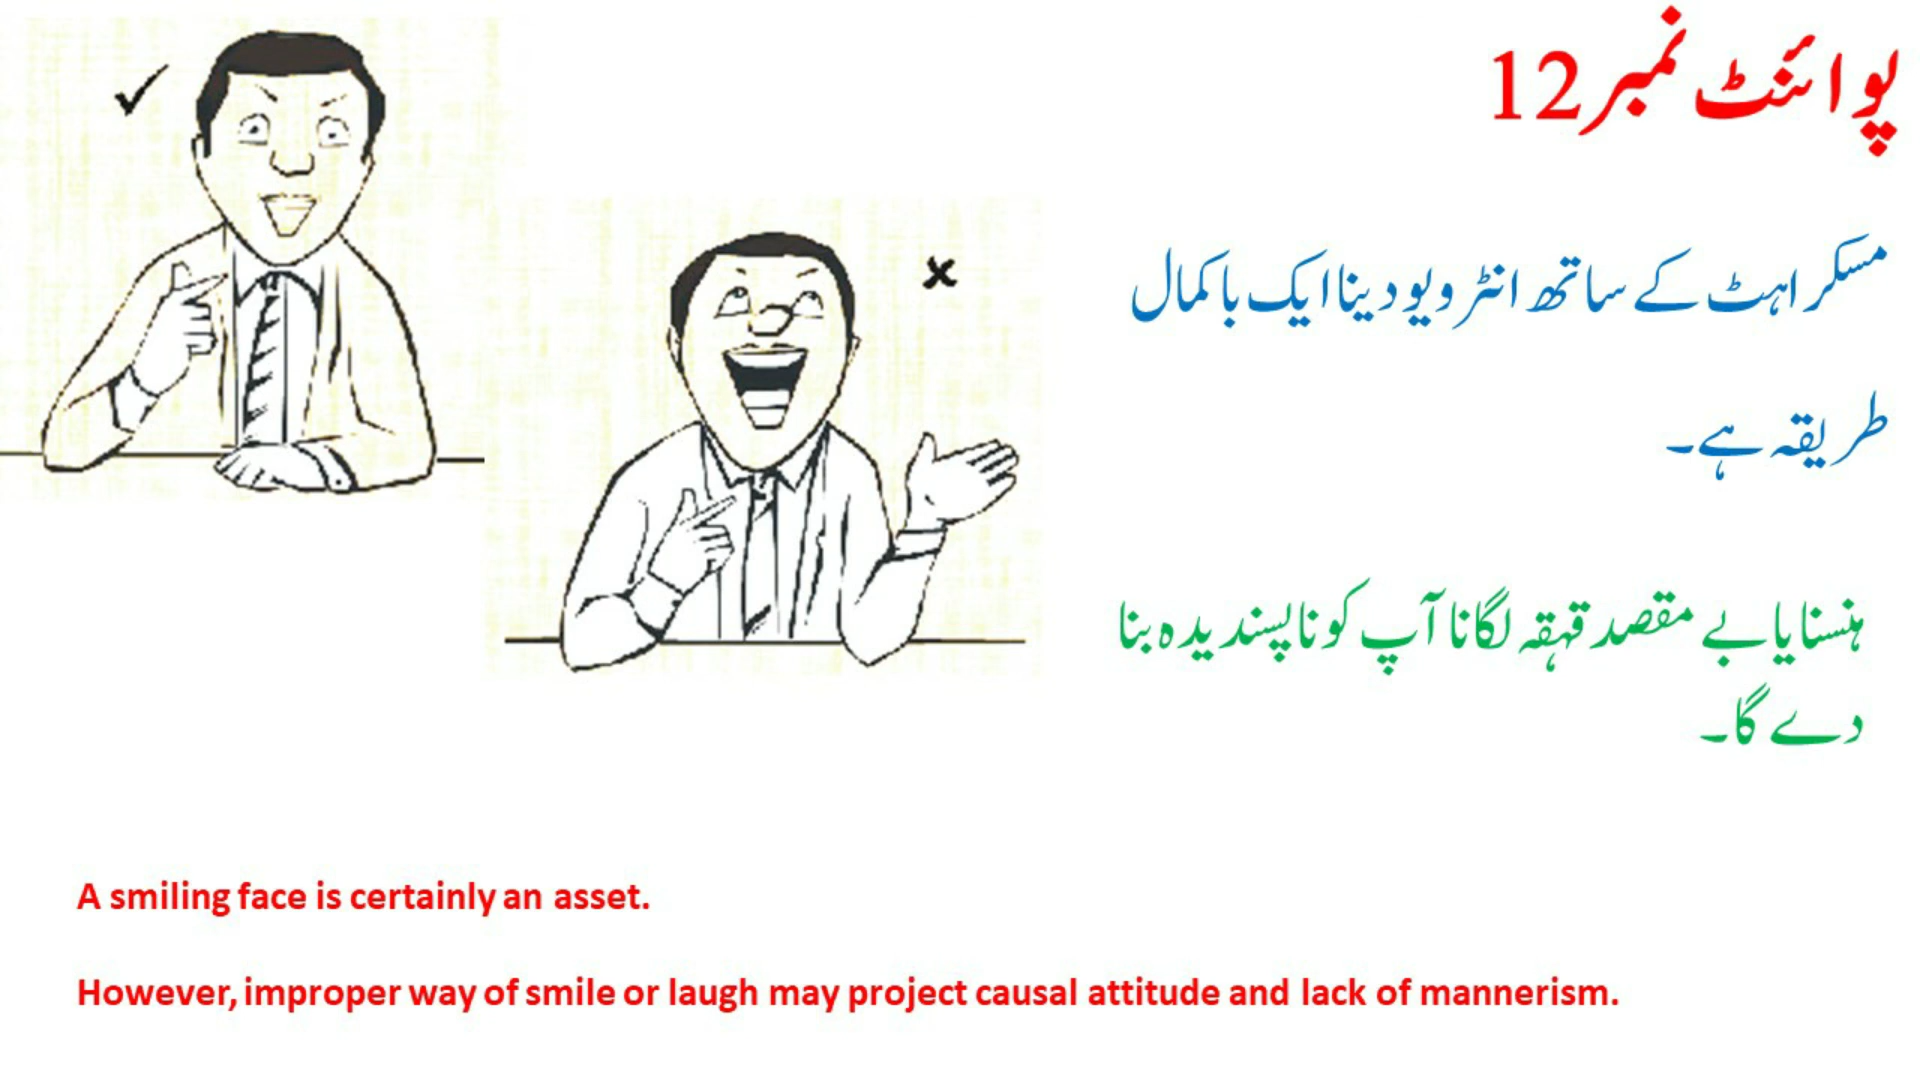 پوائنٹ نمبر12
مسکراہٹ کے ساتھ انٹرویو دینا ایک باکمال
طریقہ ہے۔
ہنسنا یا بے مقصد قہقہ لگانا آپ کو ناپسندیدہ بنا
دے گا۔
A smiling face is certainly an asset.
However, improper way of smile or laugh may project causal attitude and lack of mannerism.